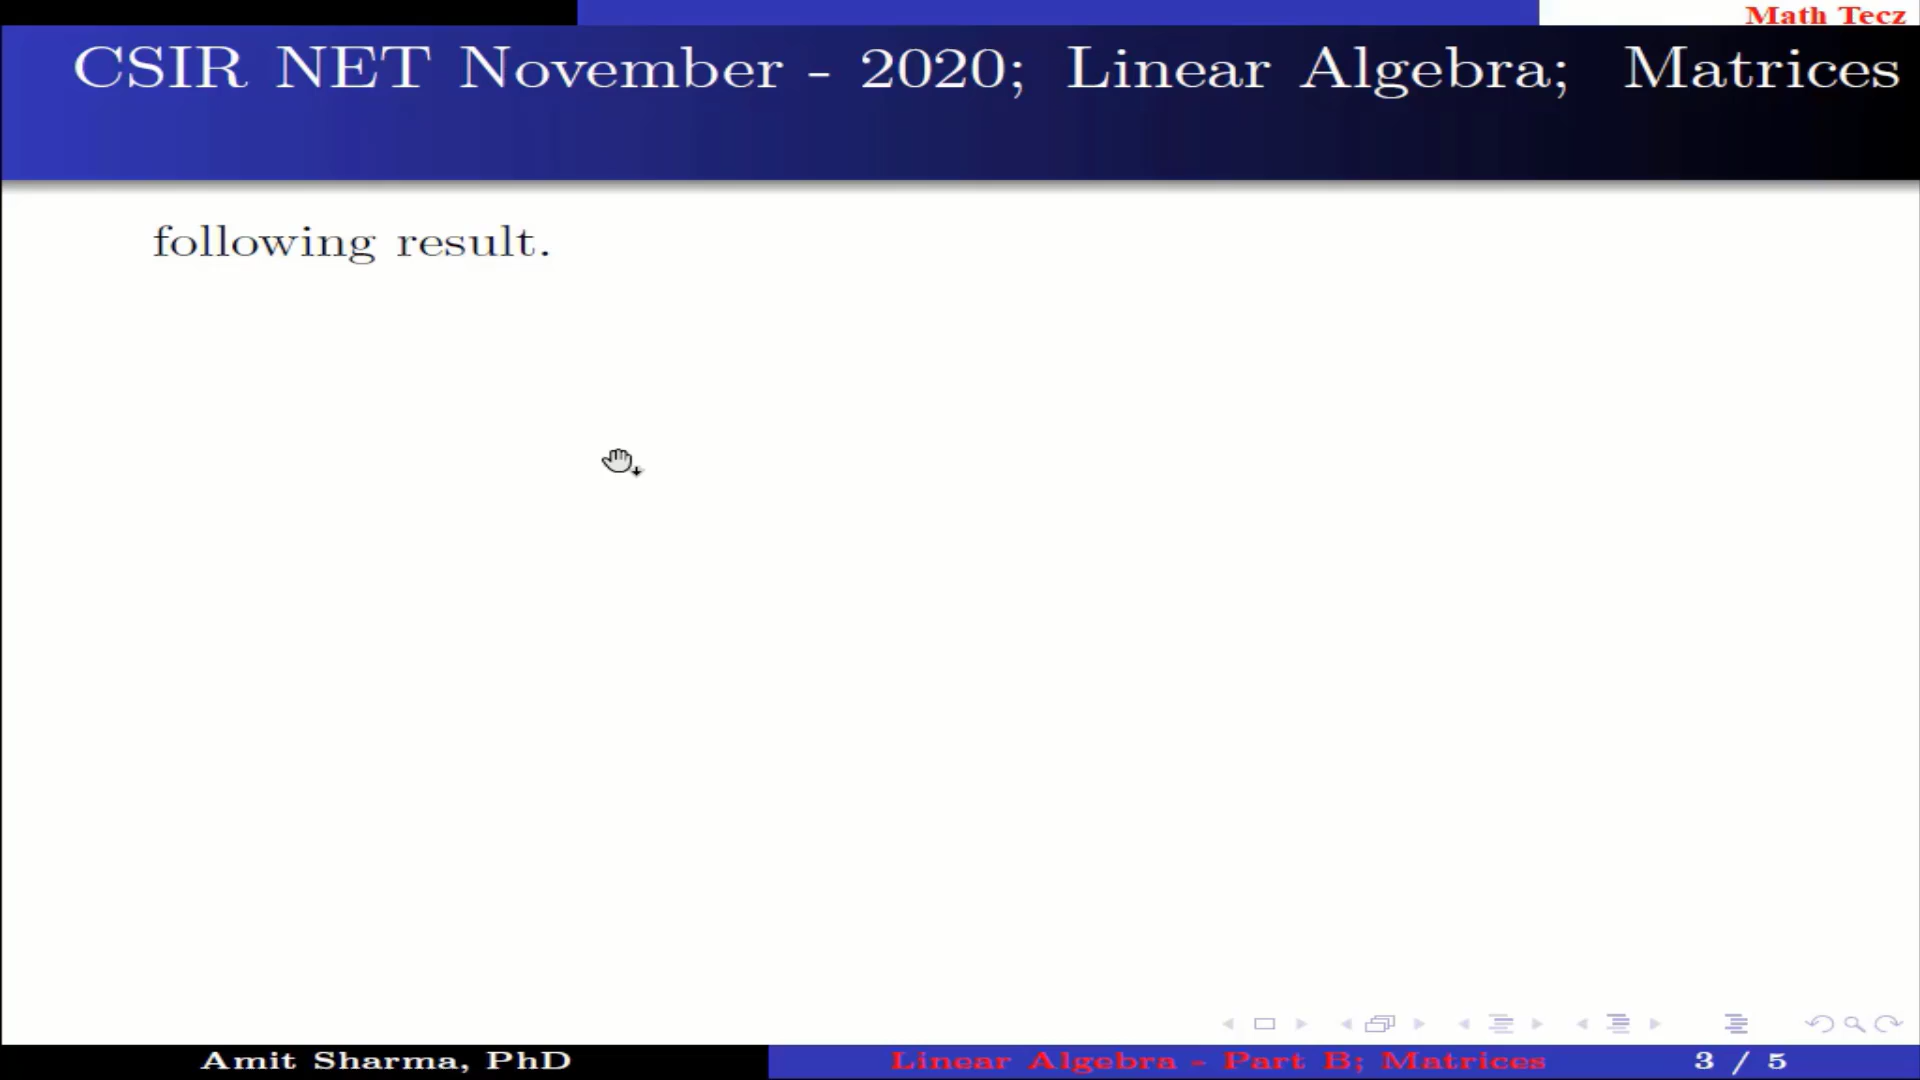 Math Tecz
CSIR NET November - 2020; Linear Algebra; Matrices
following result.
Amit Sharma, PhD Linear Algebra - Part B; Matrices 3 / 5